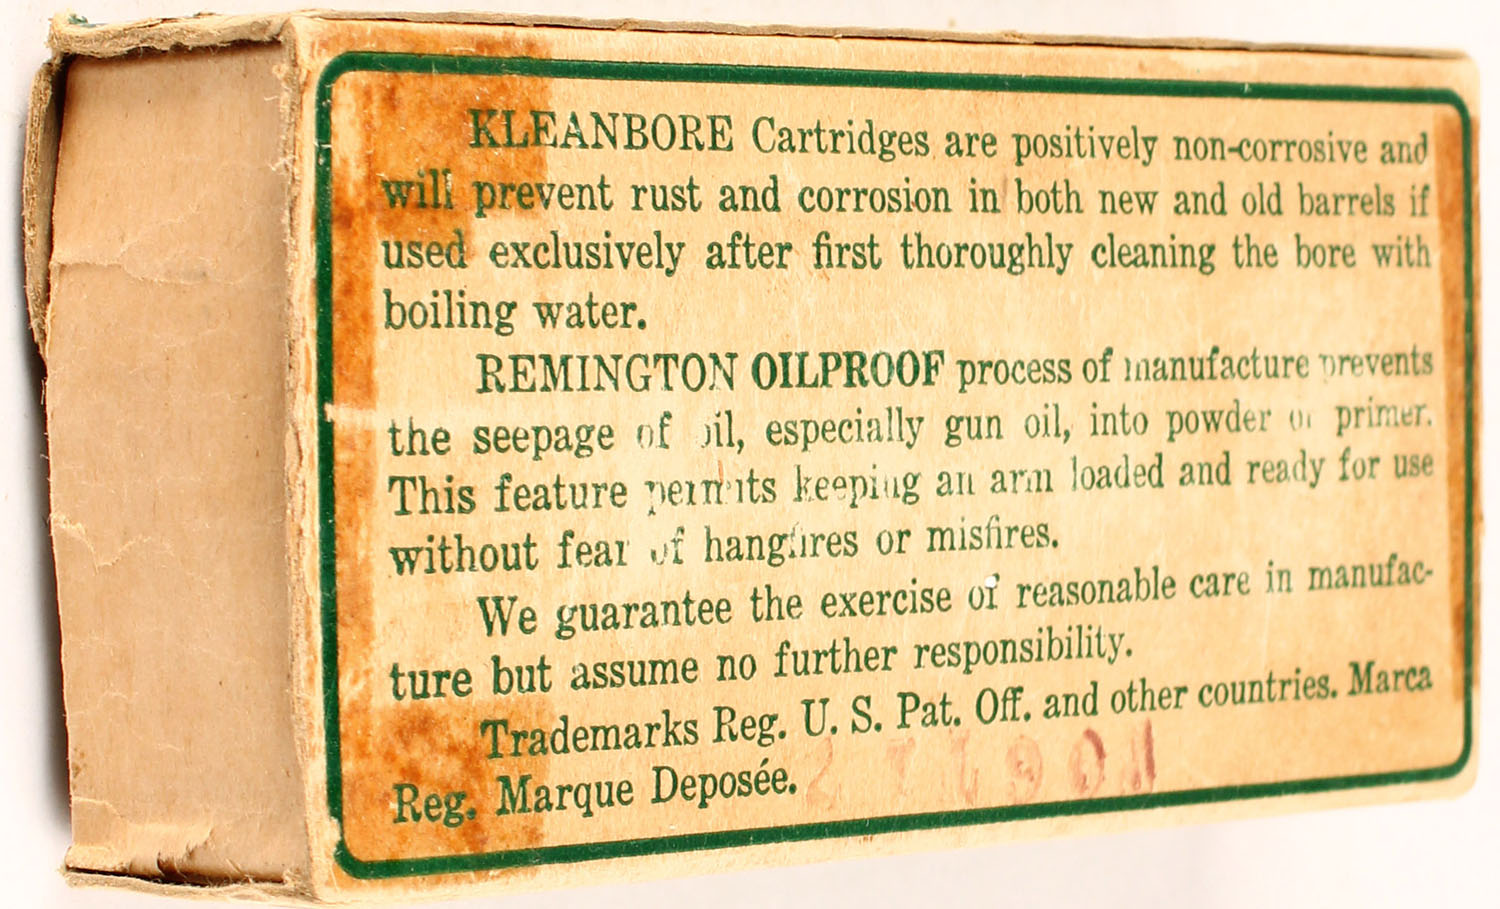 KLEANBORE Cartridges are positively non-corrosive and
will prevent rust and corrosion in both new and old barrels if
used exclusively after first thoroughly cleaning the bore with
boiling water.
REMINGTON OILPROOF process of manufacture prevents
the seepage of oil, especially gun oil, into powder or primer.
This feature permits keeping an arm loaded and ready for use
without fear of hangfires or misfires.
We guarantee the exercise of reasonable care in manufac-
ture but assume no further responsibility.
Trademarks Reg. U. S. Pat. Off. and other countries. Marca
Reg. Marque Deposée.